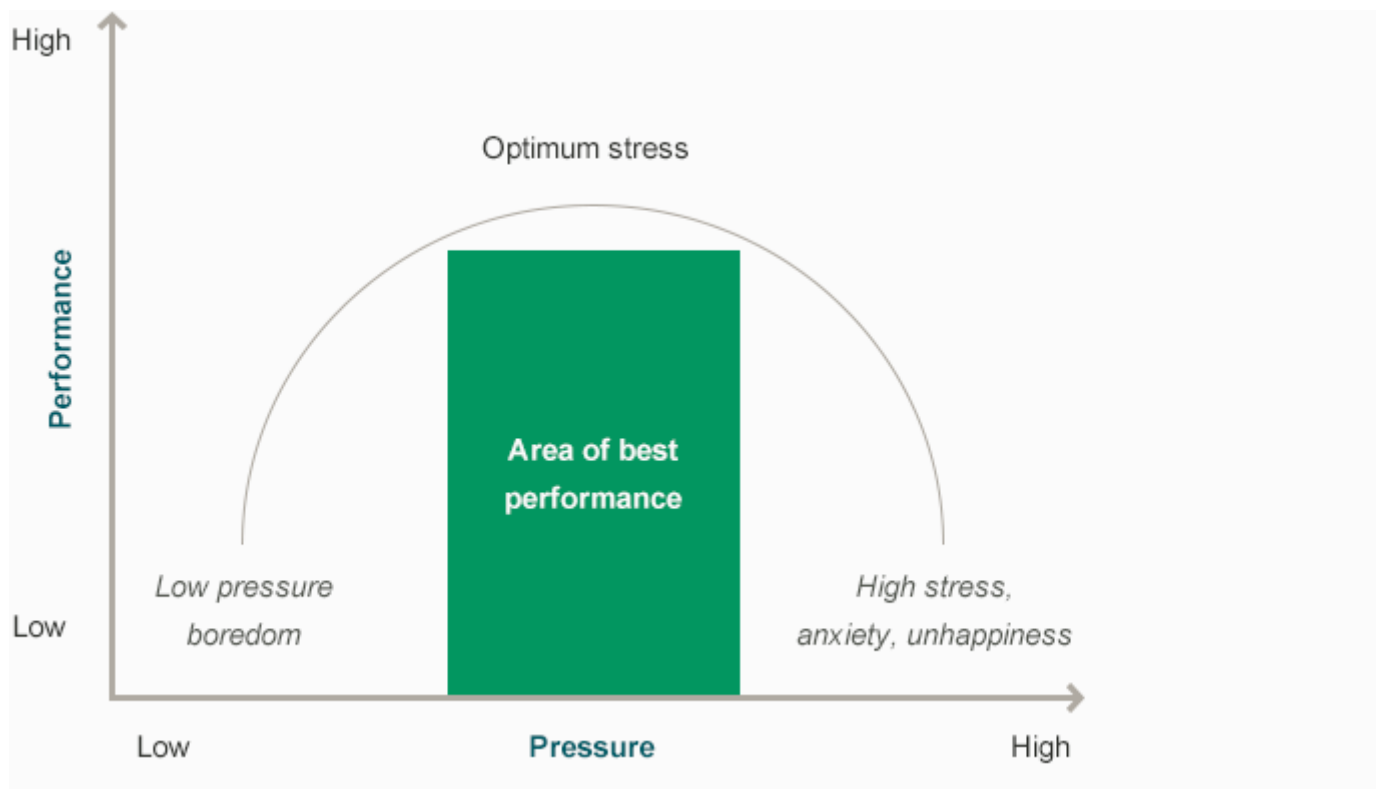 High
Optimum stress
Performance
Area of best
performance
Low pressure
boredom
High stress,
anxiety, unhappiness
Low
Low
Pressure
High